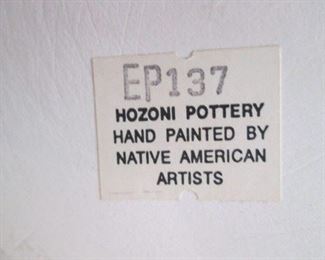 EP137
HOZONI POTTERY
HAND PAINTED BY
NATIVE AMERICAN
ARTISTS